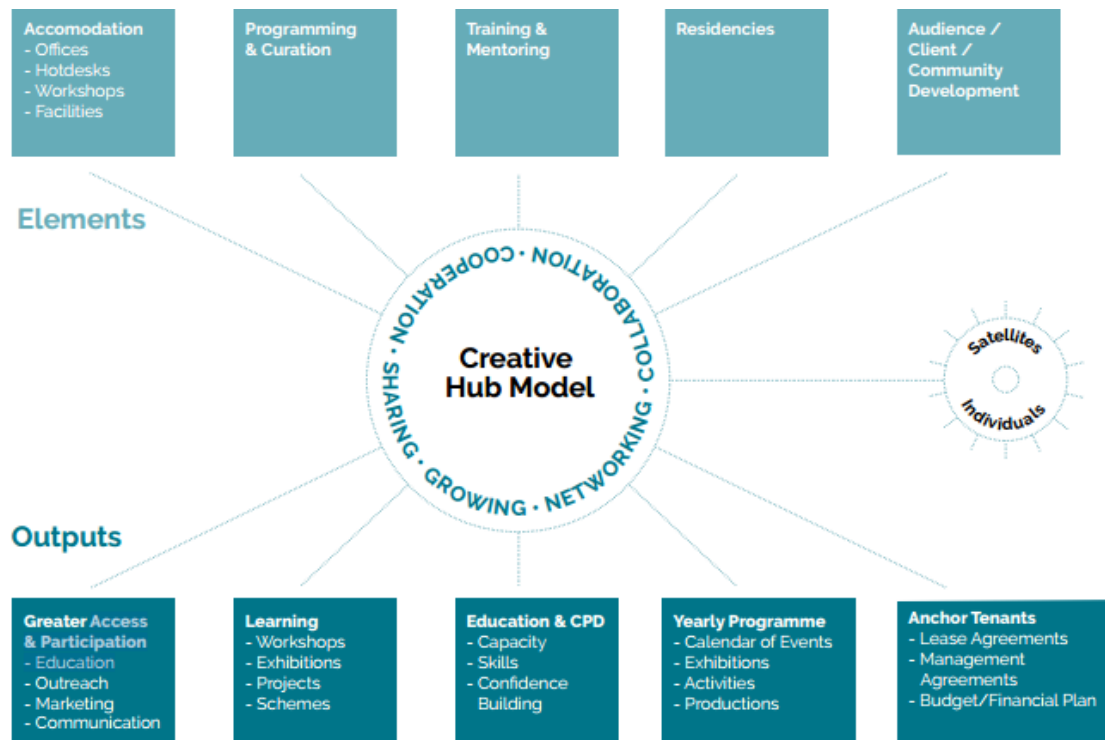 Accomodation
- Offices
- Hotdesks
- Workshops
- Facilities
Programming
& Curation
Training &
Mentoring
Residencies
Audience /
Client /
Community
Development
Elements
COOPERATION · COLLABORATION · NETWORKING · GROWING · SHARING ·
Creative
Hub Model
Satellites
Individuals
Outputs
Greater Access
& Participation
- Education
- Outreach
- Marketing
- Communication
Learning
- Workshops
- Exhibitions
- Projects
- Schemes
Education & CPD
- Capacity
- Skills
- Confidence
Building
Yearly Programme
- Calendar of Events
- Exhibitions
- Activities
- Productions
Anchor Tenants
- Lease Agreements
- Management
Agreements
- Budget/Financial Plan